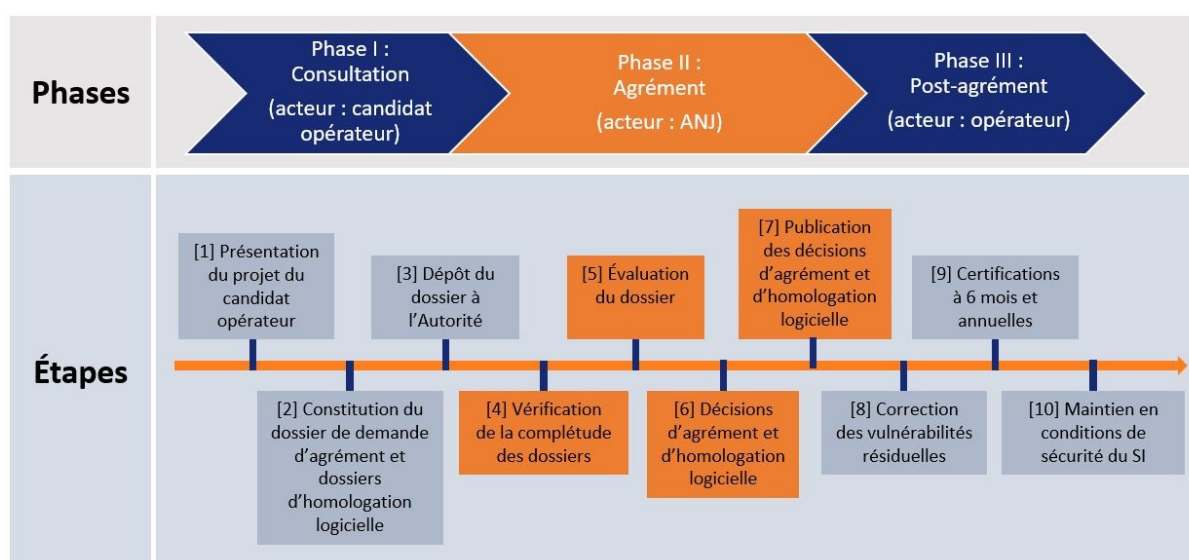 Phases
Phase I :
Consultation
(acteur : candidat
opérateur)
Phase II :
Agrément
(acteur : ANJ)
Phase III :
Post-agrément
(acteur : opérateur)
Étapes
[1] Présentation
du projet du
candidat
opérateur
[2] Constitution du
dossier de demande
d’agrément et
dossiers
d’homologation
logicielle
[3] Dépôt du
dossier à
l’Autorité
[4] Vérification
de la complétude
des dossiers
[5] Évaluation
du dossier
[6] Décisions
d’agrément et
d’homologation
logicielle
[7] Publication
des décisions
d’agrément et
d’homologation
logicielle
[8] Correction
des vulnérabilités
résiduelles
[9] Certifications
à 6 mois et
annuelles
[10] Maintien en
conditions de
sécurité du SI